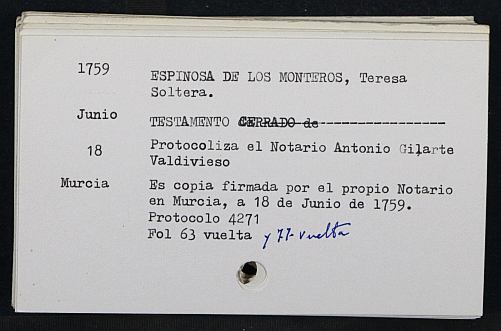 1759
ESPINOSA DE LOS MONTEROS, Teresa
Soltera.
Junio
TESTAMENTO CERRADO de------------------
18
Protocoliza el Notario Antonio Gilarte
Valdivieso
Murcia
Es copia firmada por el propio Notario
en Murcia, a 18 de Junio de 1759.
Protocolo 4271
Fol 63 vuelta y 77-vuelta